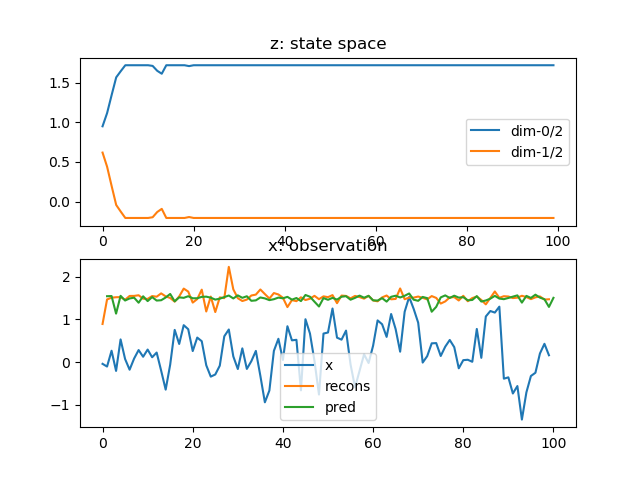 z: state space
1.5
1.0
0.5
0.0
dim-0/2
dim-1/2
0 20 40 60 80 100
x: observation
2
1
0
−1
x
recons
pred
0 20 40 60 80 100